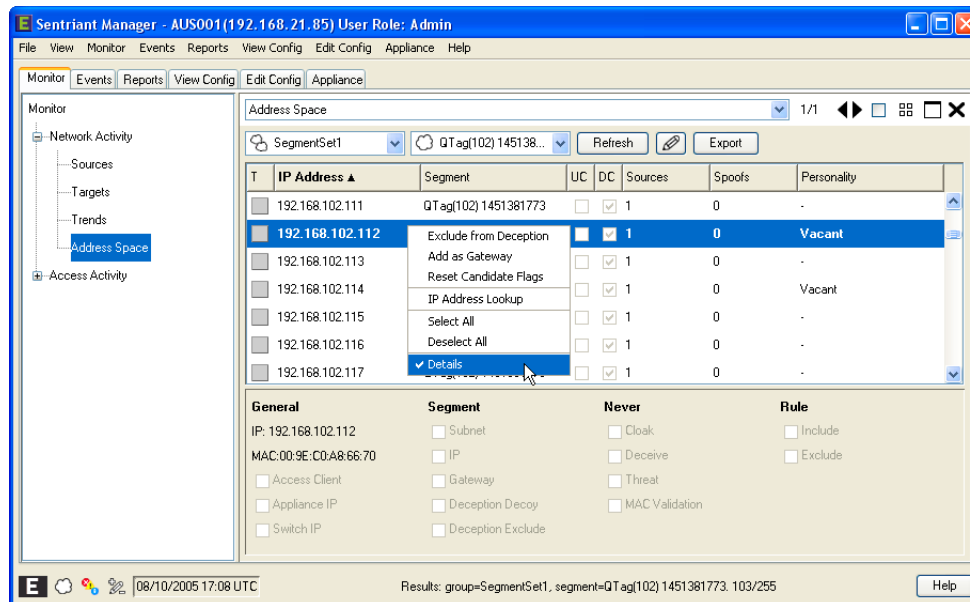 E Sentriant Manager - AUS001(192.168.21.85) User Role: Admin
File View Monitor Events Reports View Config Edit Config Appliance Help
Monitor Events Reports View Config Edit Config Appliance
Monitor
Network Activity
Sources
Targets
Trends
Address Space
Access Activity
Address Space 1/1
SegmentSet1 QTag(102) 145138... Refresh Export
T IP Address Segment UC DC Sources Spoofs Personality
192.168.102.111 QTag(102) 1451381773 1 0 -
192.168.102.112 1 0 Vacant
192.168.102.113 1 0 -
192.168.102.114 1 0 Vacant
192.168.102.115 1 0 -
192.168.102.116 1 0 -
192.168.102.117 1 0 -
Exclude from Deception
Add as Gateway
Reset Candidate Flags
IP Address Lookup
Select All
Deselect All
Details
General Segment Never Rule
IP: 192.168.102.112 Subnet Cloak Include
MAC:00:9E:C0:A8:66:70 IP Deceive Exclude
Access Client Gateway Threat
Appliance IP Deception Decoy MAC Validation
Switch IP Deception Exclude
E 08/10/2005 17:08 UTC Results: group=SegmentSet1, segment=QTag(102) 1451381773. 103/255 Help